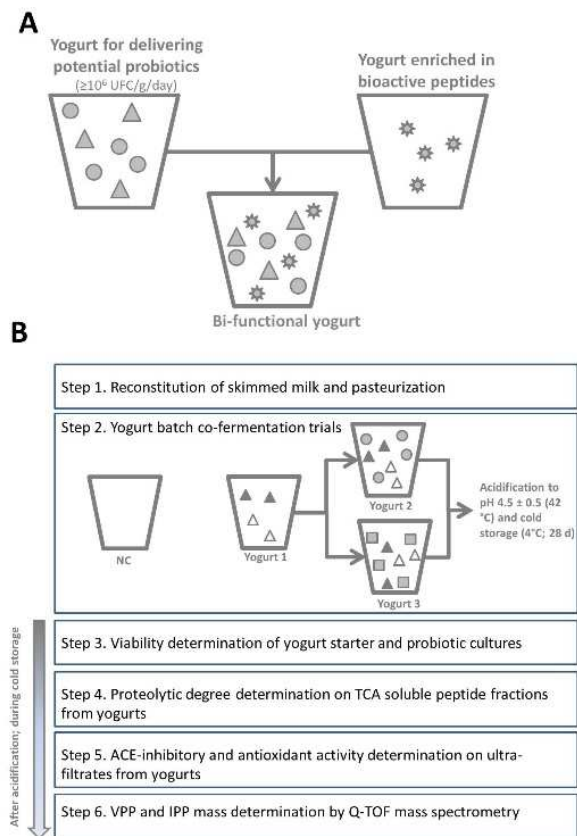 A
Yogurt for delivering
potential probiotics
(≥10⁶ UFC/g/day)
Yogurt enriched in
bioactive peptides
Bi-functional yogurt
B
Step 1. Reconstitution of skimmed milk and pasteurization
Step 2. Yogurt batch co-fermentation trials
NC
Yogurt 1
Yogurt 2
Yogurt 3
Acidification to
pH 4.5 ± 0.5 (42
°C) and cold
storage (4°C; 28 d)
After acidification; during cold storage
Step 3. Viability determination of yogurt starter and probiotic cultures
Step 4. Proteolytic degree determination on TCA soluble peptide fractions
from yogurts
Step 5. ACE-inhibitory and antioxidant activity determination on ultra-
filtrates from yogurts
Step 6. VPP and IPP mass determination by Q-TOF mass spectrometry